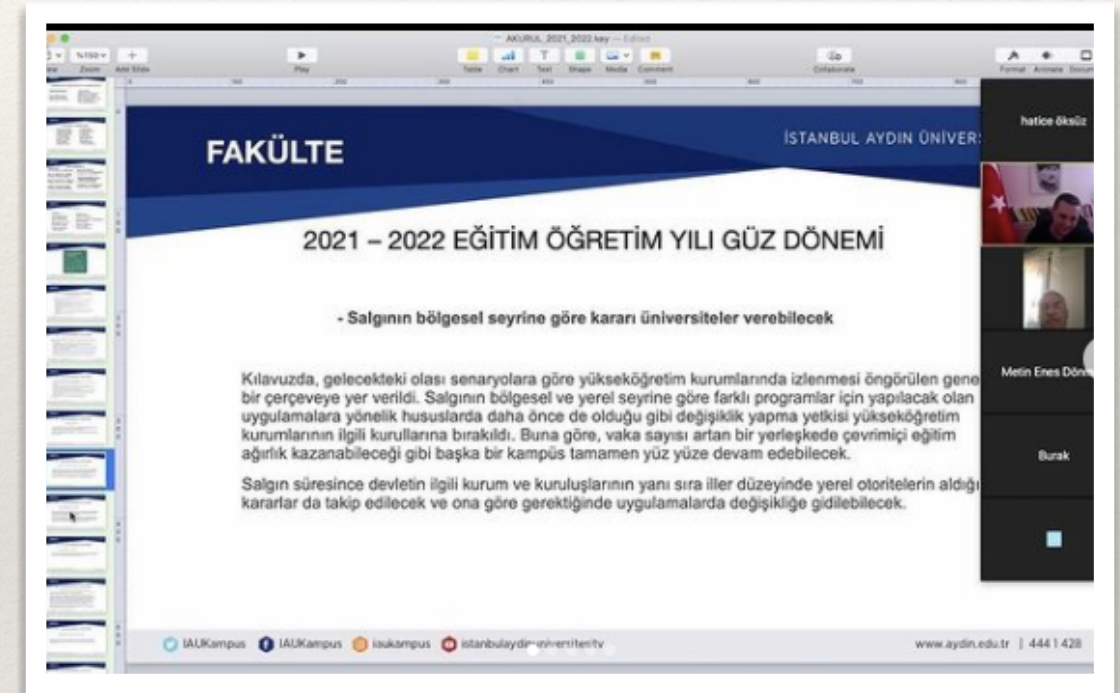 AKURUL_2021_2022.key — Edited
%150
Zoom Add Slide Play Table Chart Text Shape Media Comment Collaborate Format Animate Docum
FAKÜLTE
İSTANBUL AYDIN ÜNİVER
2021 – 2022 EĞİTİM ÖĞRETİM YILI GÜZ DÖNEMİ
- Salgının bölgesel seyrine göre kararı üniversiteler verebilecek
Kılavuzda, gelecekteki olası senaryolara göre yükseköğretim kurumlarında izlenmesi öngörülen gene
bir çerçeveye yer verildi. Salgının bölgesel ve yerel seyrine göre farklı programlar için yapılacak olan
uygulamalara yönelik hususlarda daha önce de olduğu gibi değişiklik yapma yetkisi yükseköğretim
kurumlarının ilgili kurullarına bırakıldı. Buna göre, vaka sayısı artan bir yerleşkede çevrimiçi eğitim
ağırlık kazanabileceği gibi başka bir kampüs tamamen yüz yüze devam edebilecek.
Salgın süresince devletin ilgili kurum ve kuruluşlarının yanı sıra iller düzeyinde yerel otoritelerin aldığı
kararlar da takip edilecek ve ona göre gerektiğinde uygulamalarda değişikliğe gidilebilecek.
IAUKampus IAUKampus iaukampus istanbulaydinuniversitesitv
www.aydin.edu.tr | 444 1 428
hatice öksüz
Metin Enes Dönm
Burak